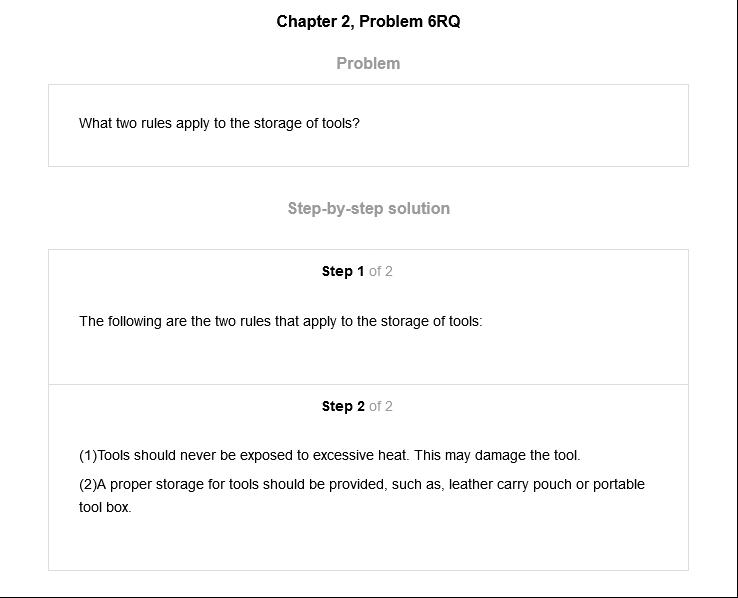 Chapter 2, Problem 6RQ
Problem
What two rules apply to the storage of tools?
Step-by-step solution
Step 1 of 2
The following are the two rules that apply to the storage of tools:
Step 2 of 2
(1)Tools should never be exposed to excessive heat. This may damage the tool.
(2)A proper storage for tools should be provided, such as, leather carry pouch or portable
tool box.